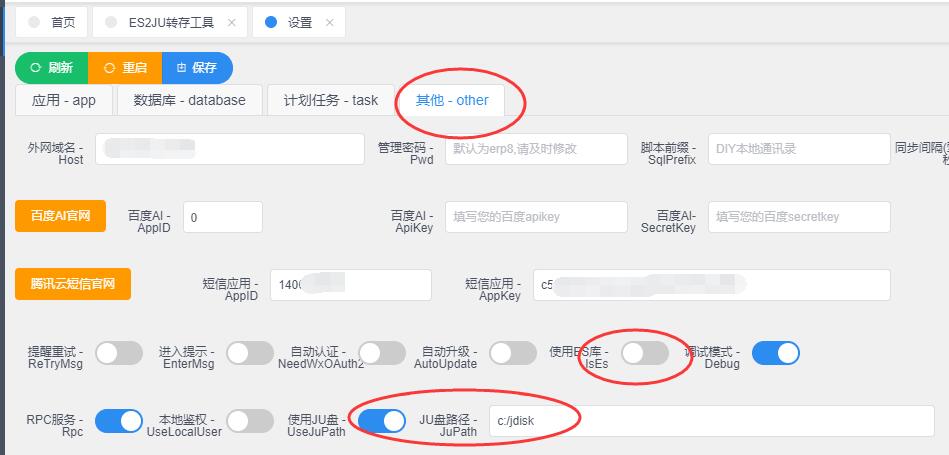 首页
ES2JU转存工具
设置
刷新
重启
保存
应用 - app
数据库 - database
计划任务 - task
其他 - other
外网域名 -
Host
管理密码 -
Pwd
默认为erp8,请及时修改
脚本前缀 -
SqlPrefix
DIY本地通讯录
同步间隔(
百度AI官网
百度AI -
AppID
0
百度AI -
ApiKey
填写您的百度apikey
百度AI-
SecretKey
填写您的百度secretkey
腾讯云短信官网
短信应用 -
AppID
140
短信应用 -
AppKey
c5
提醒重试 -
ReTryMsg
进入提示 -
EnterMsg
自动认证 -
NeedWxOAuth2
自动升级 -
AutoUpdate
使用ES库 -
IsEs
调试模式 -
Debug
RPC服务 -
Rpc
本地鉴权 -
UseLocalUser
使用JU盘 -
UseJuPath
JU盘路径 -
JuPath
c:/jdisk